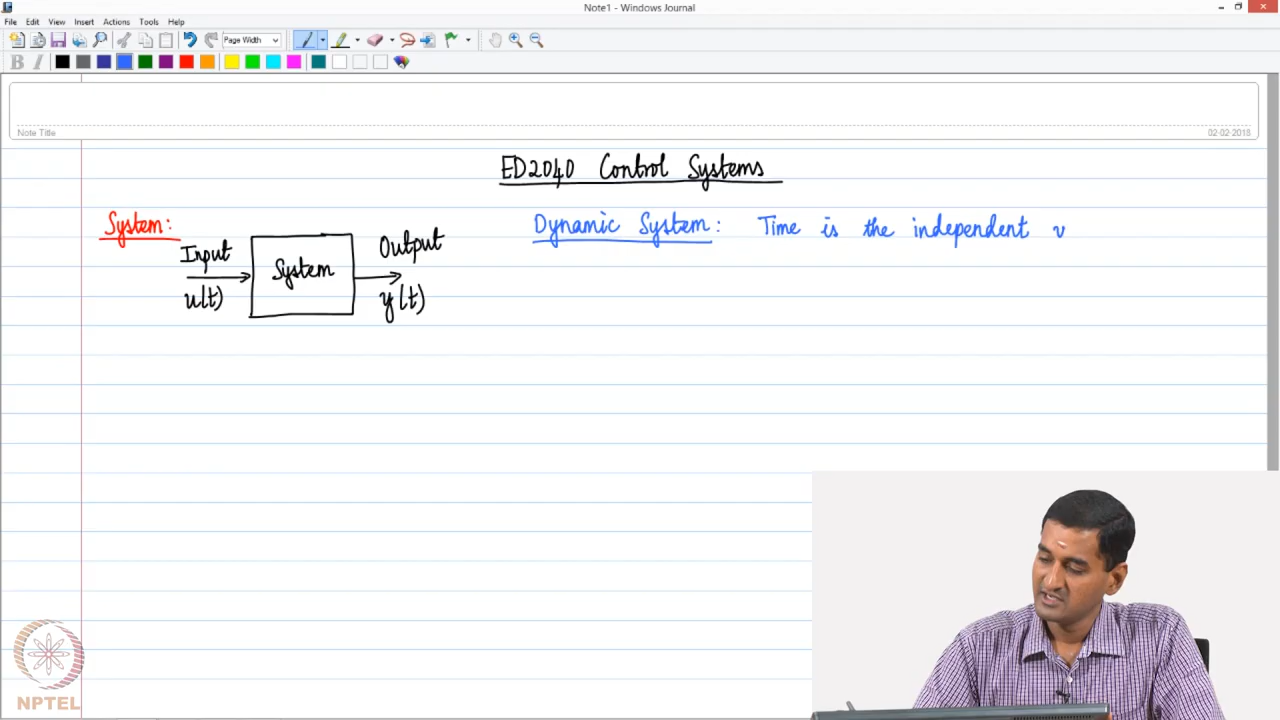 Note1 - Windows Journal
File Edit View Insert Actions Tools Help
Page Width
B I
Note Title
02-02-2018
ED2040 Control Systems
System:
Dynamic System: Time is the independent v
Input
Output
System
u(t)
y(t)
NPTEL